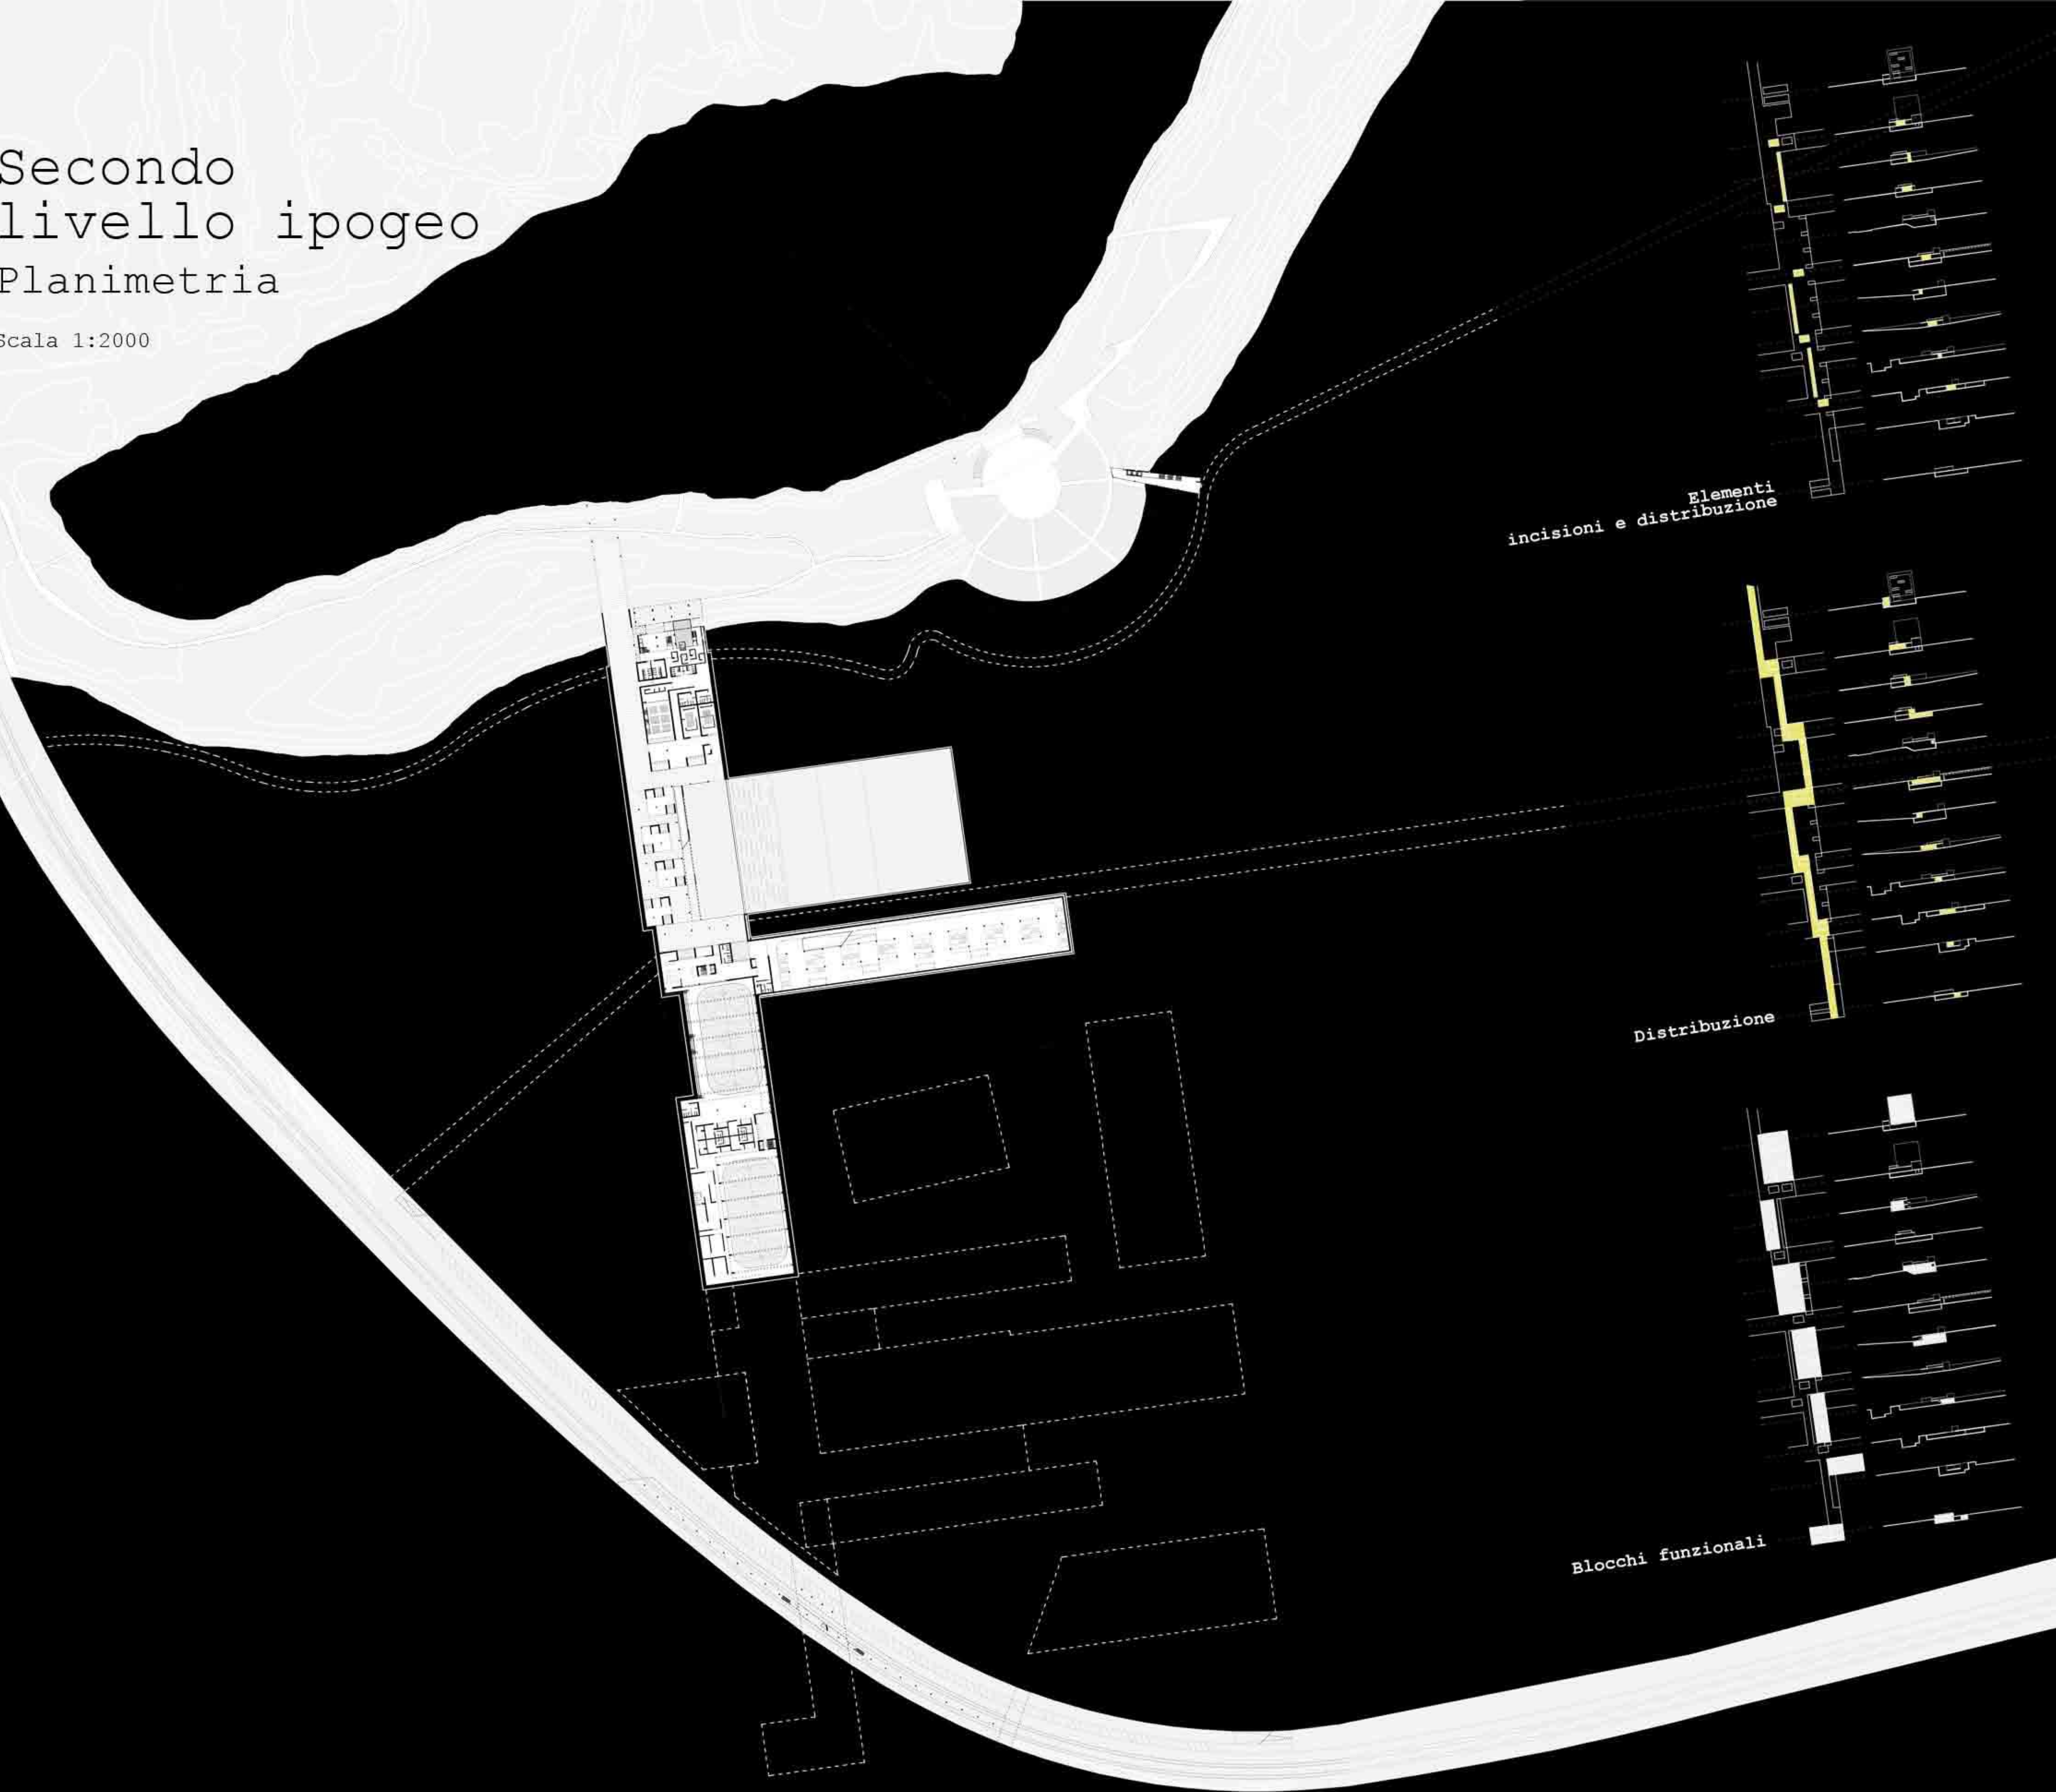 Secondo
livello ipogeo
Planimetria
Scala 1:2000
Elementi
incisioni e distribuzione
Distribuzione
Blocchi funzionali